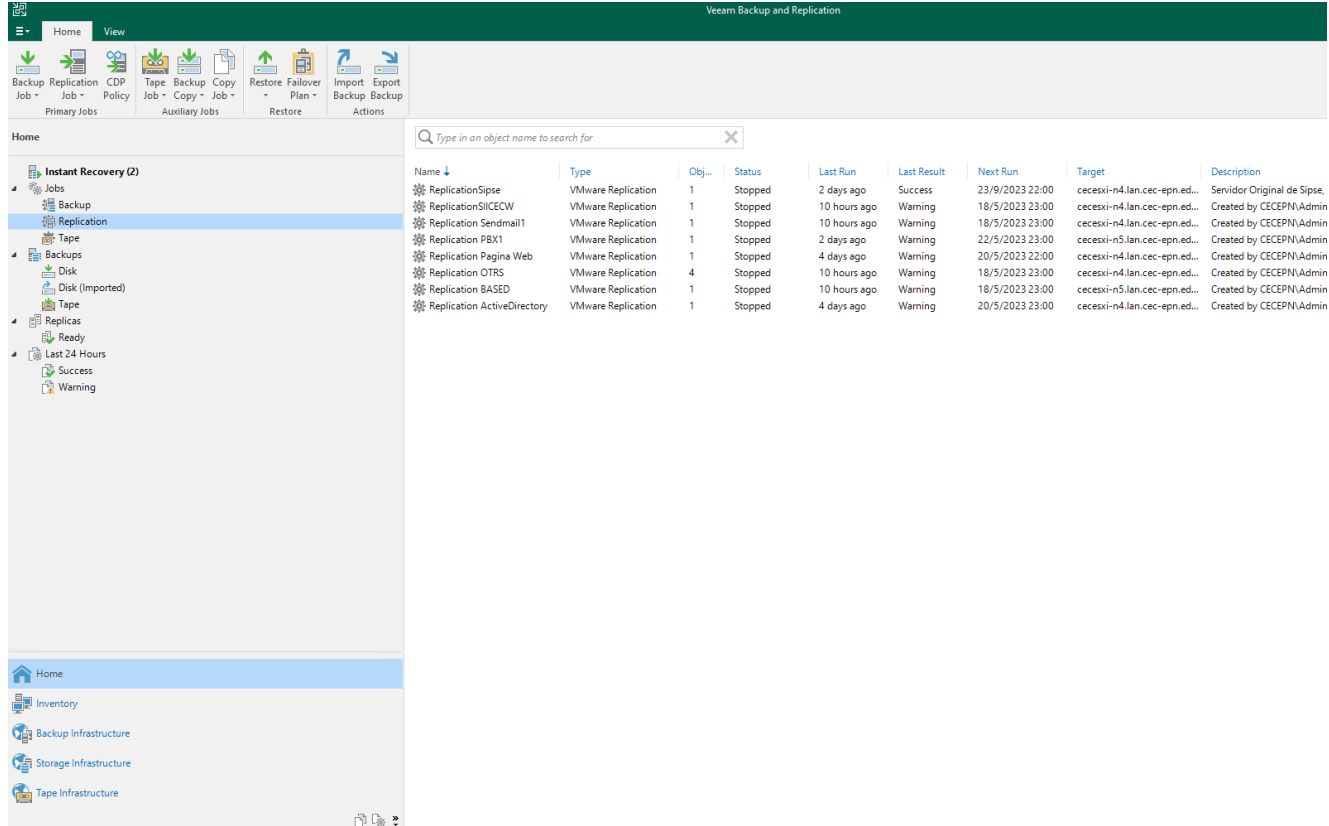 Veeam Backup and Replication
Home View
Backup Job Replication Job CDP Policy Tape Job Backup Copy Copy Job Restore Failover Plan Import Backup Export Backup
Primary Jobs Auxiliary Jobs Restore Actions
Home
Instant Recovery (2)
Jobs
Backup
Replication
Tape
Backups
Disk
Disk (Imported)
Tape
Replicas
Ready
Last 24 Hours
Success
Warning
Home
Inventory
Backup Infrastructure
Storage Infrastructure
Tape Infrastructure
Type in an object name to search for
Name Type Obj... Status Last Run Last Result Next Run Target Description
ReplicationSipse VMware Replication 1 Stopped 2 days ago Success 23/9/2023 22:00 cecesxi-n4.lan.cec-epn.ed... Servidor Original de Sipse,
ReplicationSIICECW VMware Replication 1 Stopped 10 hours ago Warning 18/5/2023 23:00 cecesxi-n4.lan.cec-epn.ed... Created by CECEPN\Admin
Replication Sendmail1 VMware Replication 1 Stopped 10 hours ago Warning 18/5/2023 23:00 cecesxi-n4.lan.cec-epn.ed... Created by CECEPN\Admin
Replication PBX1 VMware Replication 1 Stopped 2 days ago Warning 22/5/2023 23:00 cecesxi-n5.lan.cec-epn.ed... Created by CECEPN\Admin
Replication Pagina Web VMware Replication 1 Stopped 4 days ago Warning 20/5/2023 22:00 cecesxi-n4.lan.cec-epn.ed... Created by CECEPN\Admin
Replication OTRS VMware Replication 4 Stopped 10 hours ago Warning 18/5/2023 23:00 cecesxi-n4.lan.cec-epn.ed... Created by CECEPN\Admin
Replication BASED VMware Replication 1 Stopped 10 hours ago Warning 18/5/2023 23:00 cecesxi-n5.lan.cec-epn.ed... Created by CECEPN\Admin
Replication ActiveDirectory VMware Replication 1 Stopped 4 days ago Warning 20/5/2023 23:00 cecesxi-n4.lan.cec-epn.ed... Created by CECEPN\Admin